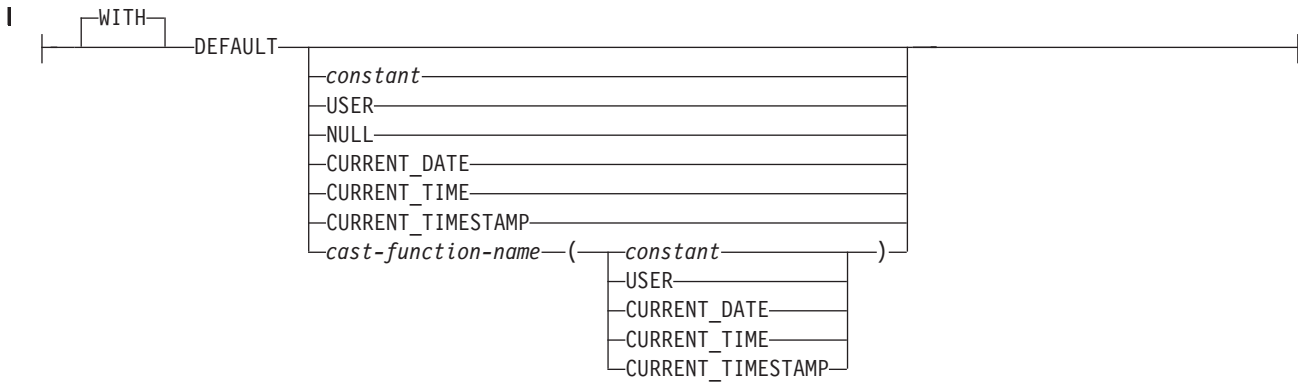 WITH
DEFAULT
constant
USER
NULL
CURRENT_DATE
CURRENT_TIME
CURRENT_TIMESTAMP
cast-function-name ( constant )
USER
CURRENT_DATE
CURRENT_TIME
CURRENT_TIMESTAMP